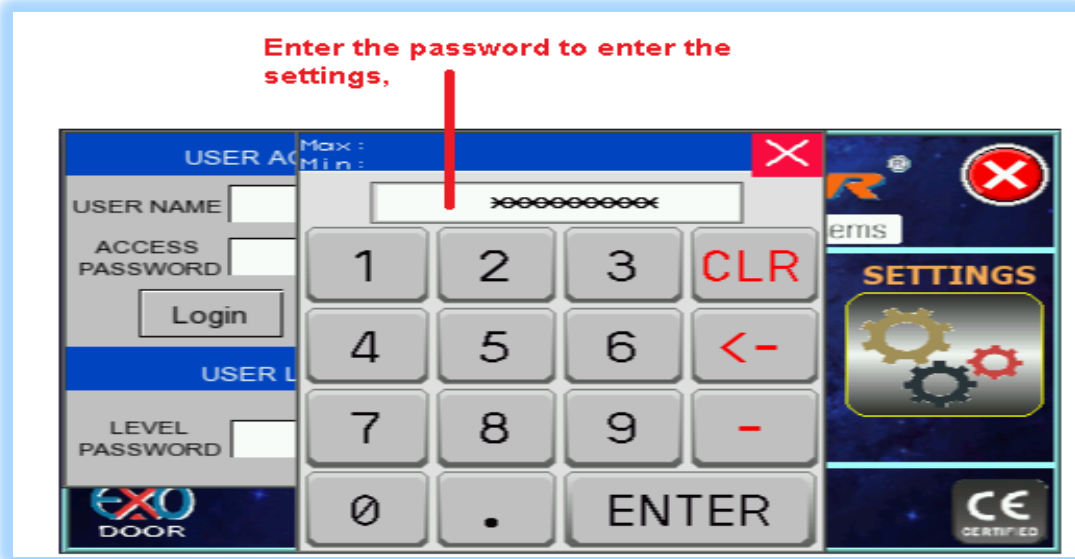 Enter the password to enter the
settings,
USER AC
Max:
Min:
USER NAME
ACCESS
PASSWORD
Login
USER L
LEVEL
PASSWORD
1 2 3 CLR
4 5 6 <-
7 8 9 -
0 . ENTER
R ®
ems
SETTINGS
EXO
DOOR
CE
CERTIFIED